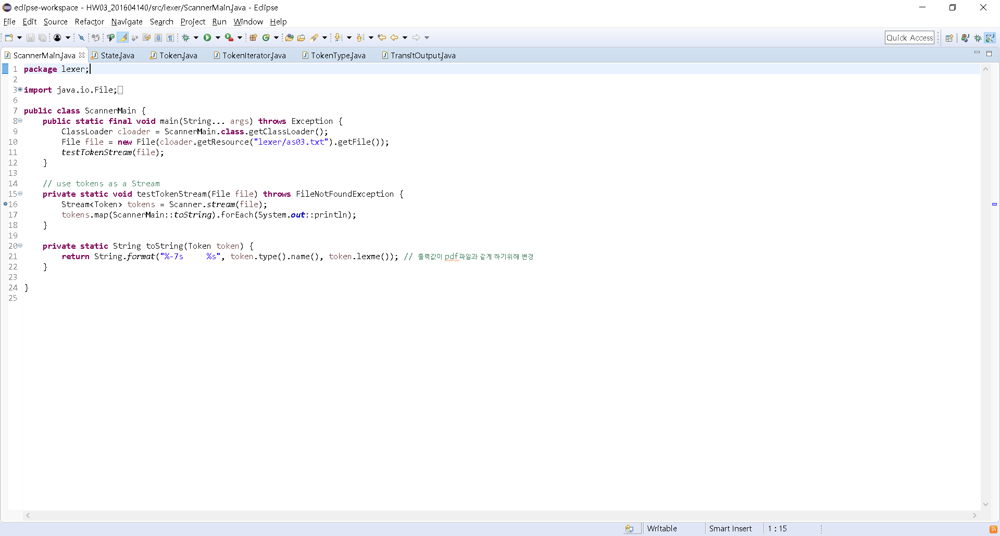 eclipse-workspace - HW03_201604140/src/lexer/ScannerMain.java - Eclipse
File Edit Source Refactor Navigate Search Project Run Window Help
Quick Access
ScannerMain.java State.java Token.java TokenIterator.java TokenType.java TransitOutput.java
1 package lexer;
2
3 import java.io.File;
6
7 public class ScannerMain {
8     public static final void main(String... args) throws Exception {
9         ClassLoader cloader = ScannerMain.class.getClassLoader();
10         File file = new File(cloader.getResource("lexer/as03.txt").getFile());
11         testTokenStream(file);
12     }
13
14     // use tokens as a Stream
15     private static void testTokenStream(File file) throws FileNotFoundException {
16         Stream<Token> tokens = Scanner.stream(file);
17         tokens.map(ScannerMain::toString).forEach(System.out::println);
18     }
19
20     private static String toString(Token token) {
21         return String.format("%-7s     %s", token.type().name(), token.lexme()); // 출력값이 pdf파일과 같게 하기위해 변경
22     }
23
24 }
25
Writable Smart Insert 1 : 15